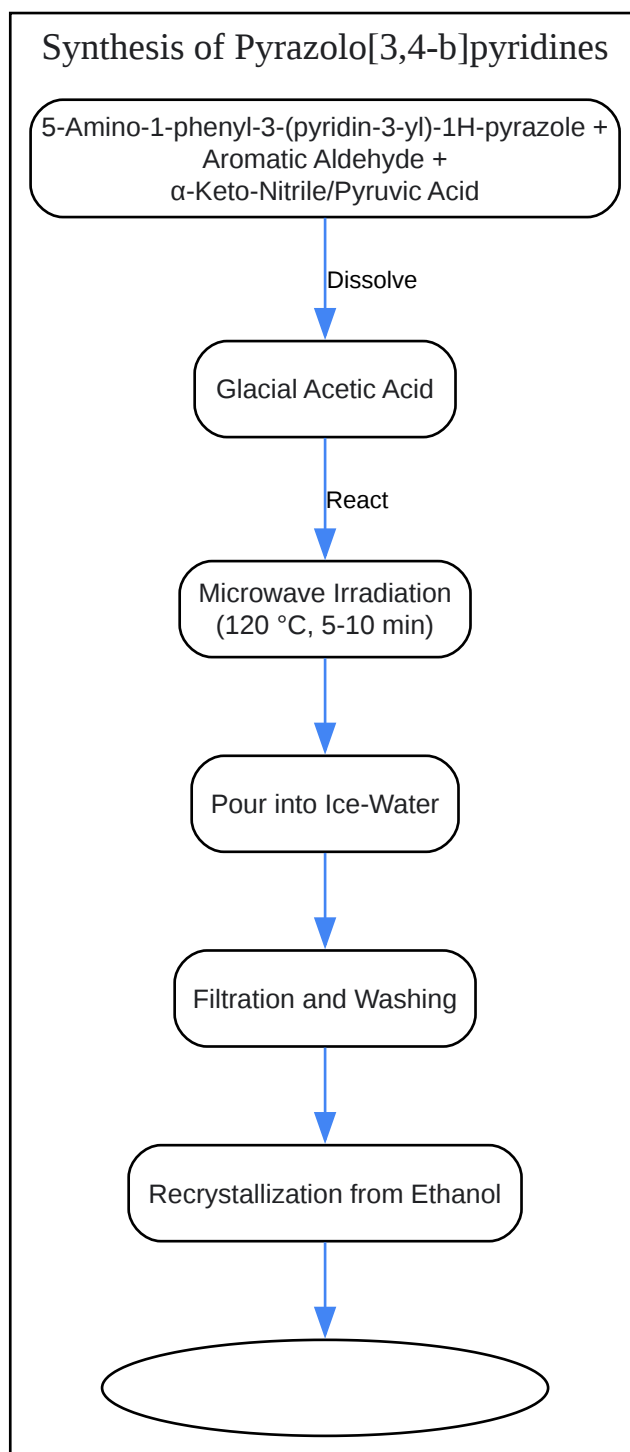 Synthesis of Pyrazolo[3,4-b]pyridines
5-Amino-1-phenyl-3-(pyridin-3-yl)-1H-pyrazole +
Aromatic Aldehyde +
α-Keto-Nitrile/Pyruvic Acid
Dissolve
Glacial Acetic Acid
React
Microwave Irradiation
(120 °C, 5-10 min)
Pour into Ice-Water
Filtration and Washing
Recrystallization from Ethanol